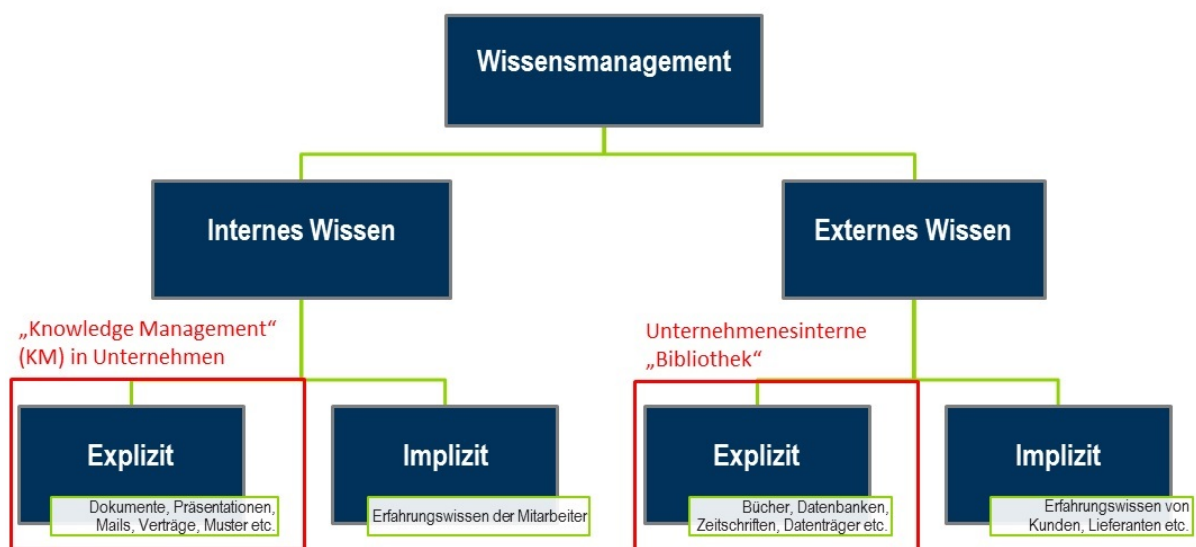 Wissensmanagement
Internes Wissen
Externes Wissen
„Knowledge Management“
(KM) in Unternehmen
Unternehmenesinterne
„Bibliothek“
Explizit
Dokumente, Präsentationen,
Mails, Verträge, Muster etc.
Implizit
Erfahrungswissen der Mitarbeiter
Explizit
Bücher, Datenbanken,
Zeitschriften, Datenträger etc.
Implizit
Erfahrungwissen von
Kunden, Lieferanten etc.